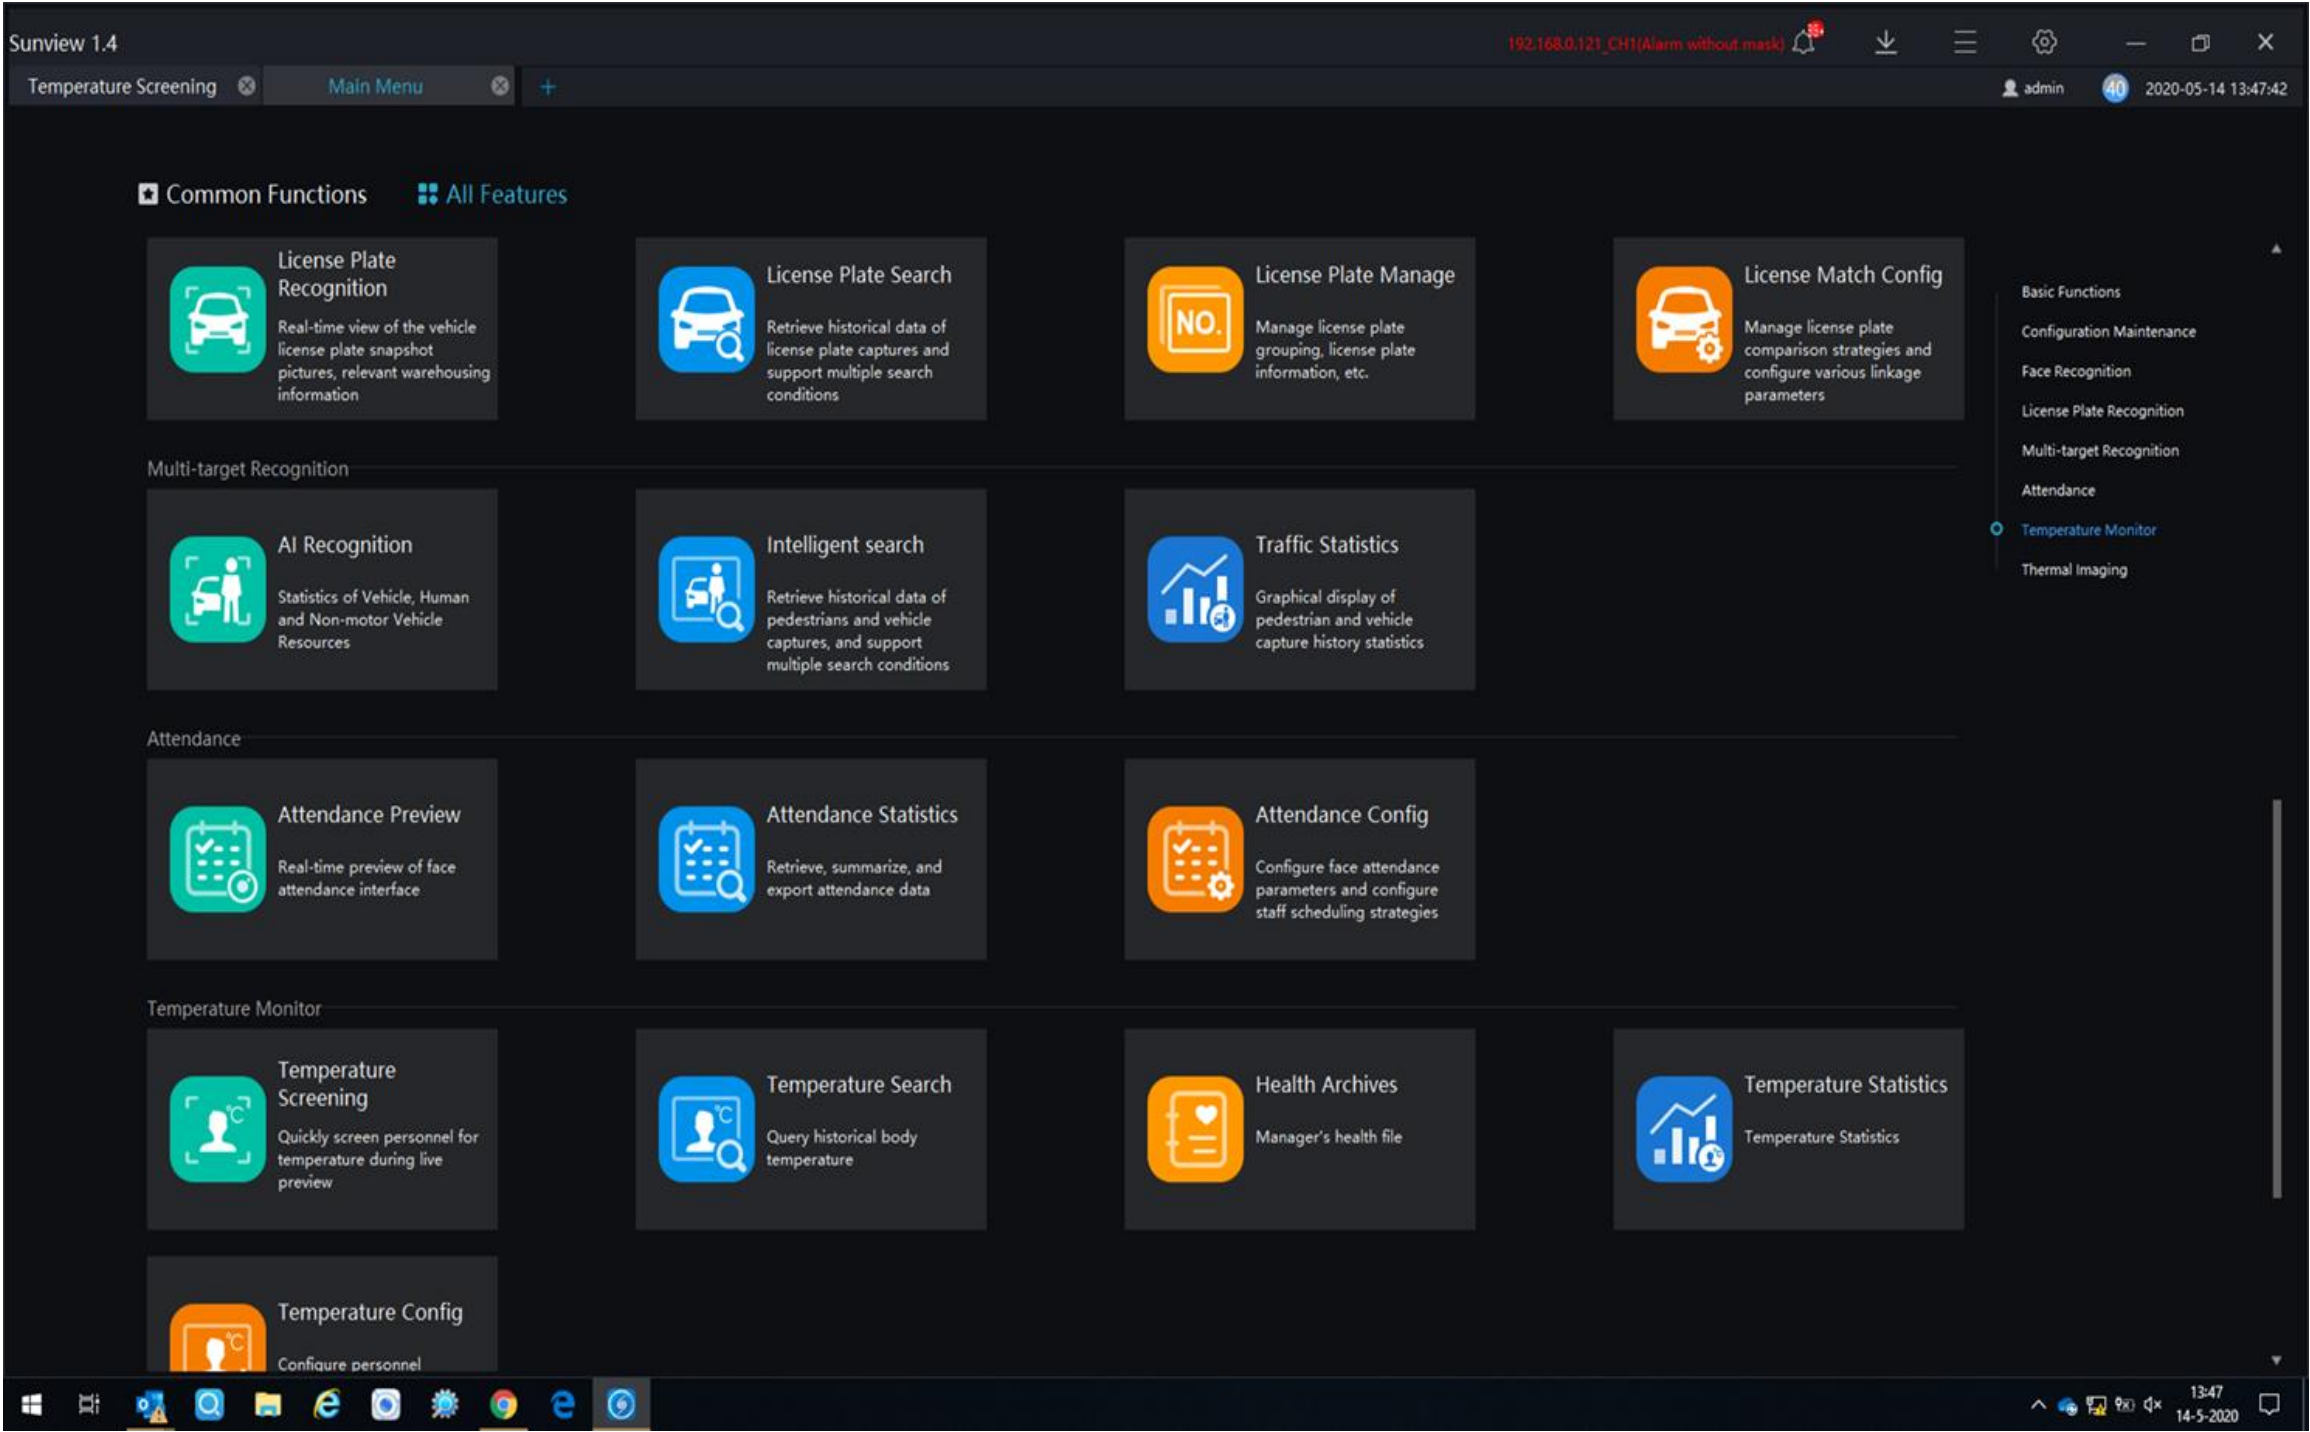 Sunview 1.4
192.168.0.121_CH1(Alarm without mask)
Temperature Screening
Main Menu
+
admin
40
2020-05-14 13:47:42
Common Functions
All Features
License Plate
Recognition
Real-time view of the vehicle
license plate snapshot
pictures, relevant warehousing
information
License Plate Search
Retrieve historical data of
license plate captures and
support multiple search
conditions
NO.
License Plate Manage
Manage license plate
grouping, license plate
information, etc.
License Match Config
Manage license plate
comparison strategies and
configure various linkage
parameters
Basic Functions
Configuration Maintenance
Face Recognition
License Plate Recognition
Multi-target Recognition
Attendance
Temperature Monitor
Thermal Imaging
Multi-target Recognition
AI Recognition
Statistics of Vehicle, Human
and Non-motor Vehicle
Resources
Intelligent search
Retrieve historical data of
pedestrians and vehicle
captures, and support
multiple search conditions
Traffic Statistics
Graphical display of
pedestrian and vehicle
capture history statistics
Attendance
Attendance Preview
Real-time preview of face
attendance interface
Attendance Statistics
Retrieve, summarize, and
export attendance data
Attendance Config
Configure face attendance
parameters and configure
staff scheduling strategies
Temperature Monitor
°C
Temperature
Screening
Quickly screen personnel for
temperature during live
preview
°C
Temperature Search
Query historical body
temperature
Health Archives
Manager's health file
Temperature Statistics
Temperature Statistics
°C
Temperature Config
Configure personnel
13:47
14-5-2020